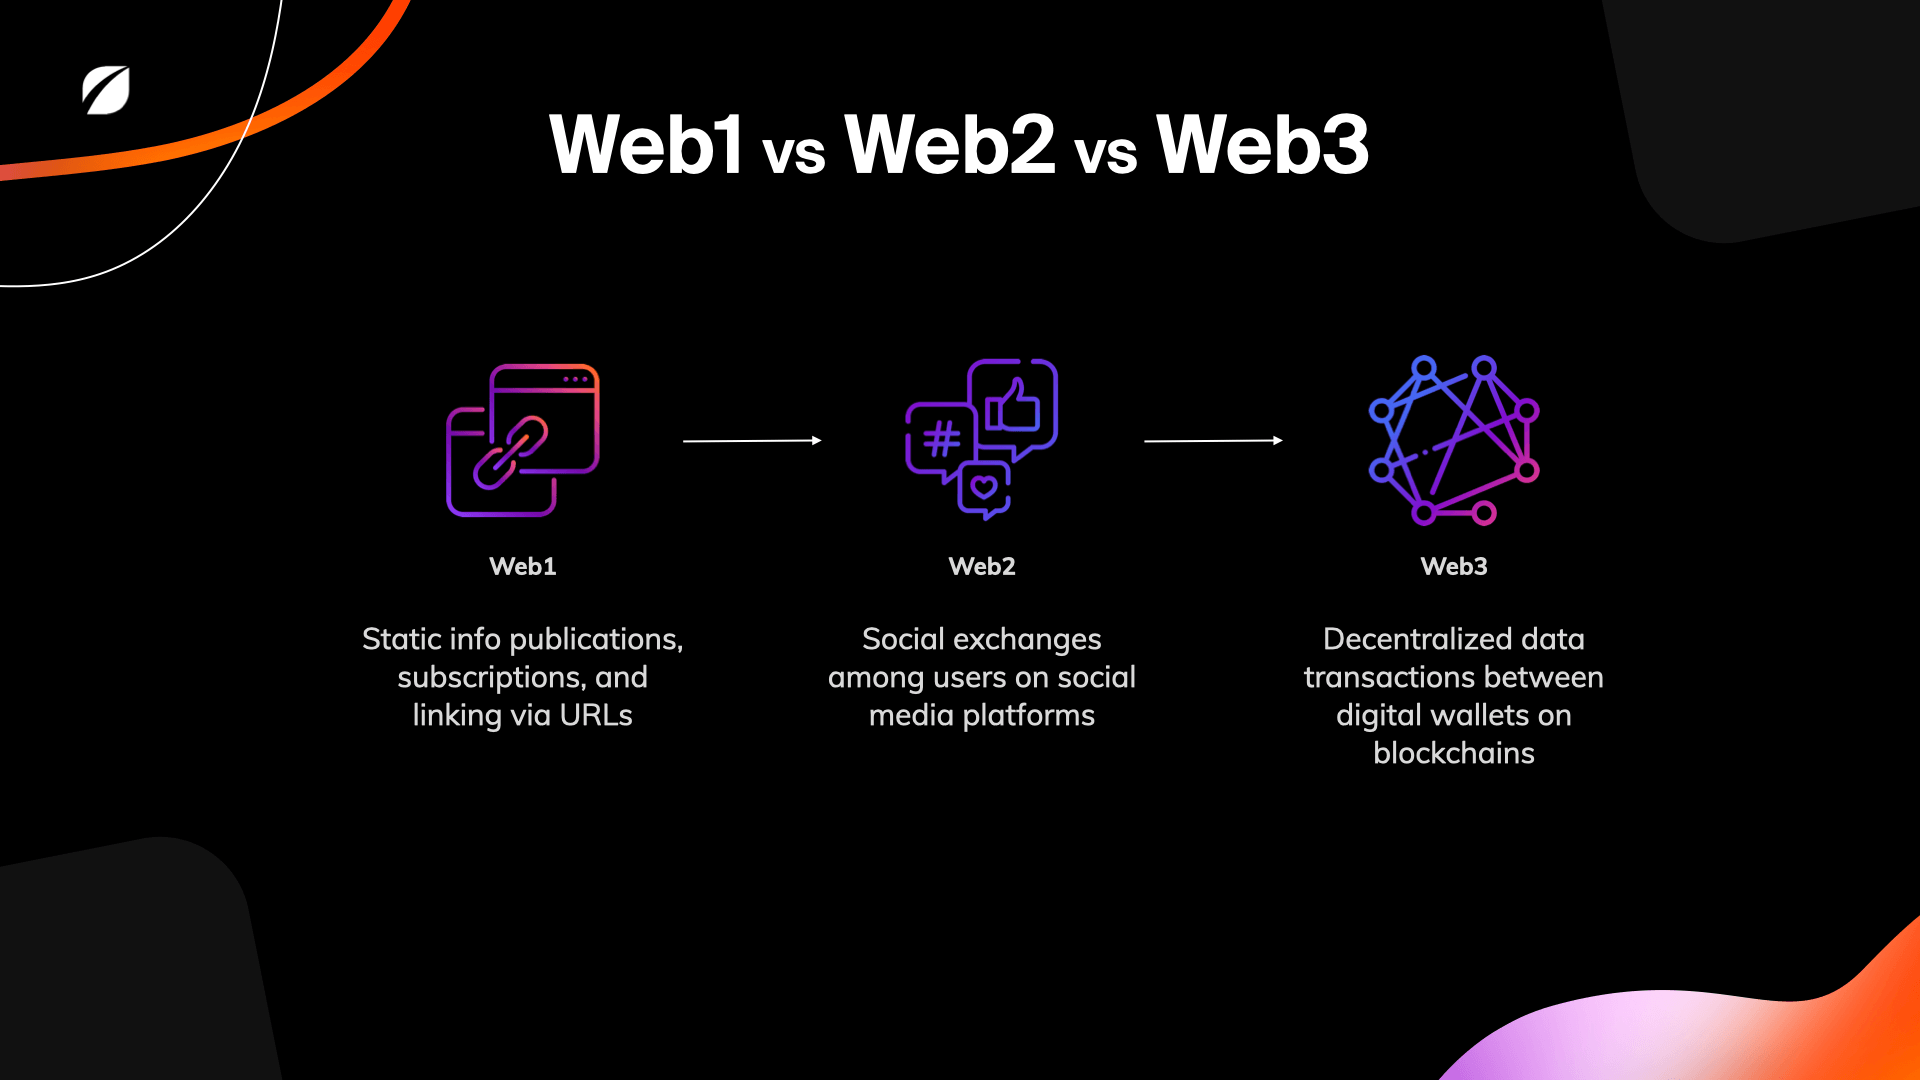 Web1 vs Web2 vs Web3
#
Web1
Static info publications,
subscriptions, and
linking via URLs
Web2
Social exchanges
among users on social
media platforms
Web3
Decentralized data
transactions between
digital wallets on
blockchains